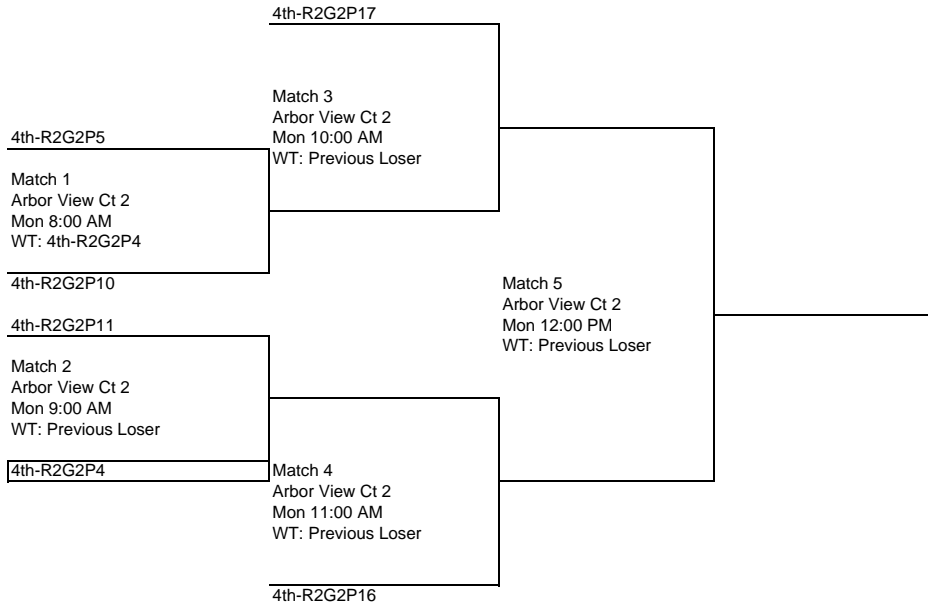 4th-R2G2P17
Match 3
Arbor View Ct 2
Mon 10:00 AM
WT: Previous Loser
4th-R2G2P5
Match 1
Arbor View Ct 2
Mon 8:00 AM
WT: 4th-R2G2P4
4th-R2G2P10
Match 5
Arbor View Ct 2
Mon 12:00 PM
WT: Previous Loser
4th-R2G2P11
Match 2
Arbor View Ct 2
Mon 9:00 AM
WT: Previous Loser
4th-R2G2P4
Match 4
Arbor View Ct 2
Mon 11:00 AM
WT: Previous Loser
4th-R2G2P16